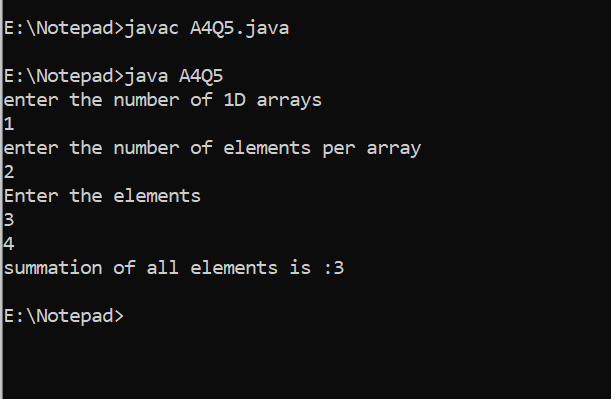 E:\Notepad>javac A4Q5.java
E:\Notepad>java A4Q5
enter the number of 1D arrays
1
enter the number of elements per array
2
Enter the elements
3
4
summation of all elements is :3
E:\Notepad>